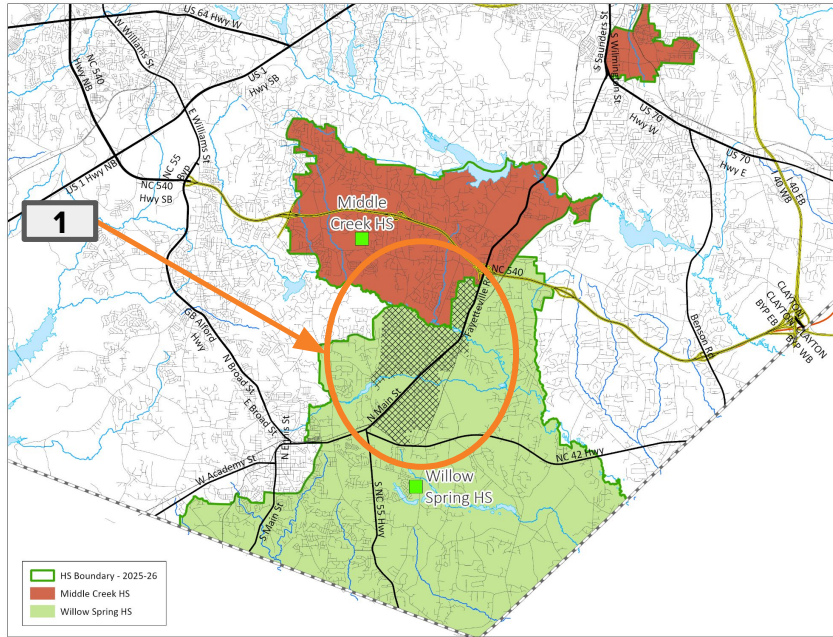 US 64 Hwy W
W Williams St
NC 540
Hwy NB
US 1
Hwy SB
E Williams St
NC 55
Byp
US 1 Hwy NB
NC 540
Hwy SB
S Saunders St
S Wilmington St
US 70
Hwy W
US 70
Hwy E
I 40 WB
I 40 EB
1
Middle
Creek HS
NC 540
Fayetteville Rd
GB Alford
Hwy
N Broad St
E Broad St
N Main St
N Ennis St
W Academy St
S Main St
S NC 55 Hwy
NC 42 Hwy
Benson Rd
CLAYTON
CLAYTON
BYP EB
CLAYTON
BYP WB
Willow
Spring HS
HS Boundary - 2025-26
Middle Creek HS
Willow Spring HS